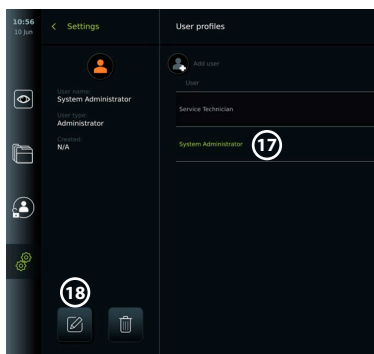 10:56
10 Jun
Settings
User profiles
Add user
User
User name:
System Administrator
User type:
Administrator
Created:
N/A
Service Technician
System Administrator
17
18